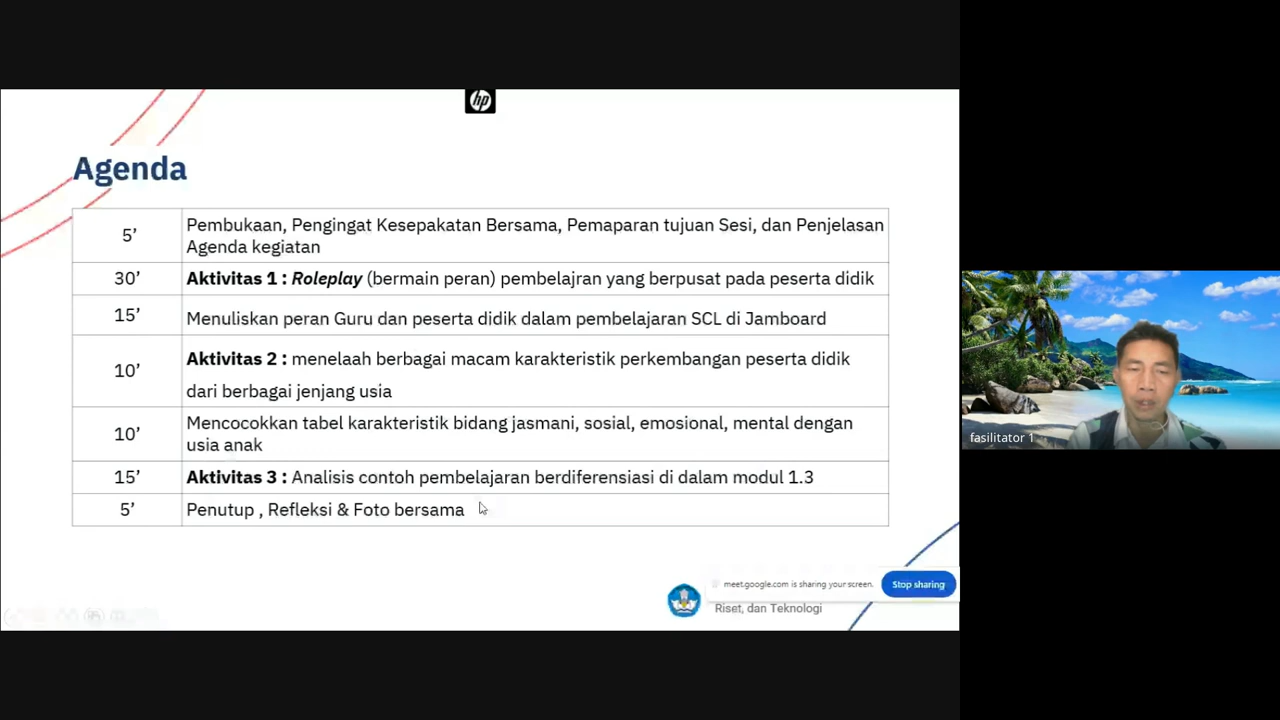 hp
Agenda
5’ Pembukaan, Pengingat Kesepakatan Bersama, Pemaparan tujuan Sesi, dan Penjelasan
Agenda kegiatan
30’ Aktivitas 1 : Roleplay (bermain peran) pembelajran yang berpusat pada peserta didik
15’ Menuliskan peran Guru dan peserta didik dalam pembelajaran SCL di Jamboard
10’ Aktivitas 2 : menelaah berbagai macam karakteristik perkembangan peserta didik
dari berbagai jenjang usia
10’ Mencocokkan tabel karakteristik bidang jasmani, sosial, emosional, mental dengan
usia anak
15’ Aktivitas 3 : Analisis contoh pembelajaran berdiferensiasi di dalam modul 1.3
5’ Penutup , Refleksi & Foto bersama
fasilitator 1
meet.google.com is sharing your screen. Stop sharing
Riset, dan Teknologi